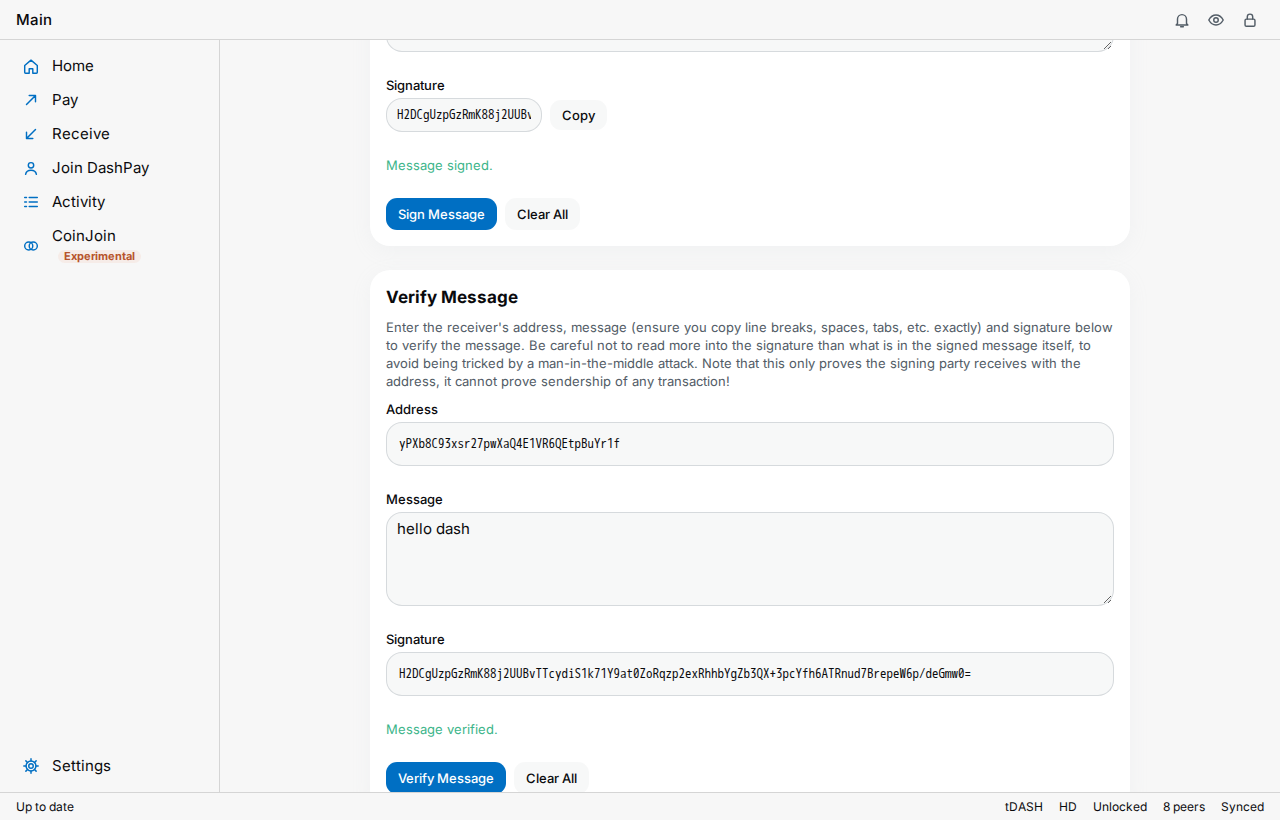 Main
Home
Pay
Receive
Join DashPay
Activity
CoinJoin
Experimental
Settings
Signature
H2DCgUzpGzRmK88j2UUBv
Copy
Message signed.
Sign Message
Clear All
Verify Message
Enter the receiver's address, message (ensure you copy line breaks, spaces, tabs, etc. exactly) and signature below
to verify the message. Be careful not to read more into the signature than what is in the signed message itself, to
avoid being tricked by a man-in-the-middle attack. Note that this only proves the signing party receives with the
address, it cannot prove sendership of any transaction!
Address
yPXb8C93xsr27pwXaQ4E1VR6QEtpBuYr1f
Message
hello dash
Signature
H2DCgUzpGzRmK88j2UUBvTTcydiS1k71Y9at0ZoRqzp2exRhhbYgZb3QX+3pcYfh6ATRnud7BrepeW6p/deGmw0=
Message verified.
Verify Message
Clear All
Up to date
tDASH
HD
Unlocked
8 peers
Synced